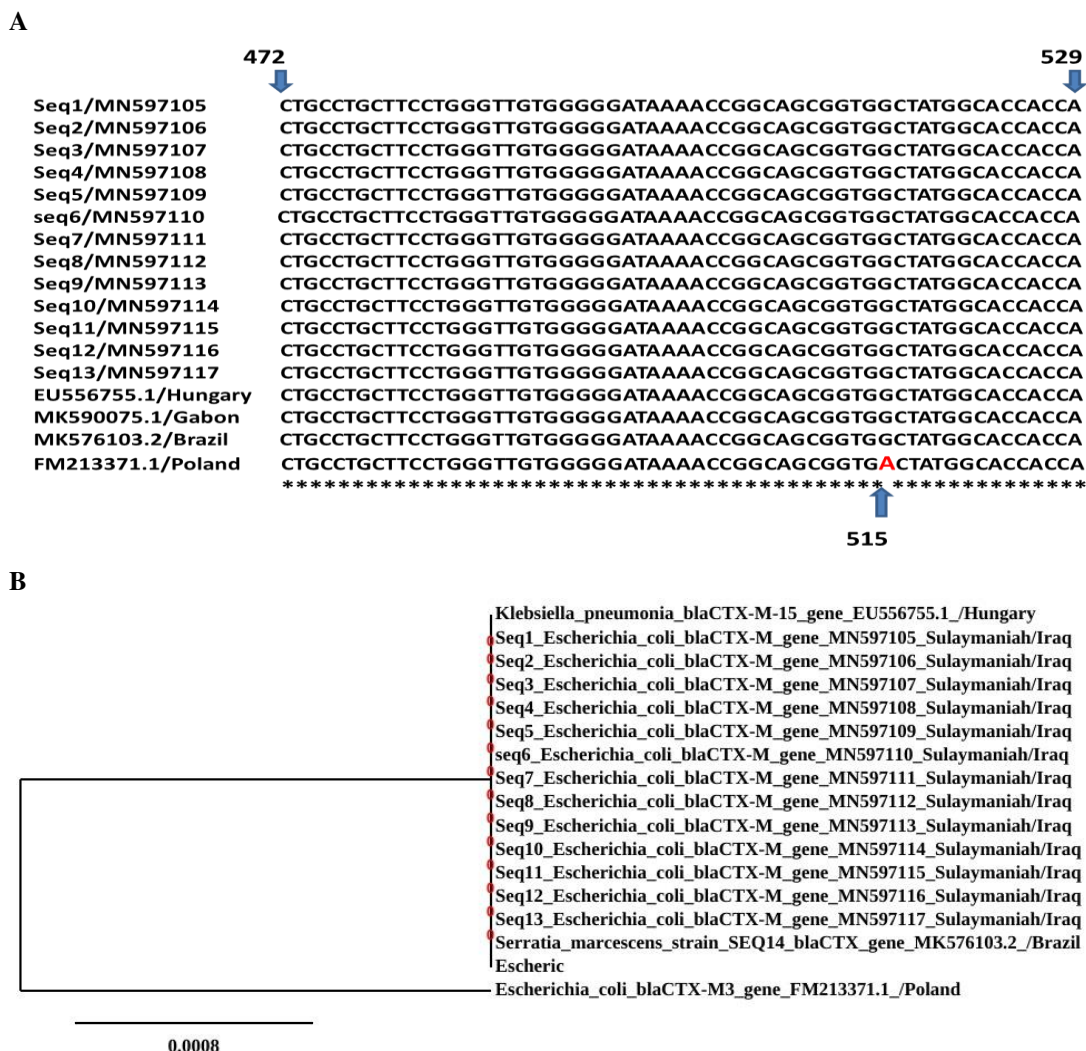 A
472 529
Seq1/MN597105 CTGCCTGCTTCCTGGGTTGTGGGGGATAAAACCGGCAGCGGTGGCTATGGCACCACCA
Seq2/MN597106 CTGCCTGCTTCCTGGGTTGTGGGGGATAAAACCGGCAGCGGTGGCTATGGCACCACCA
Seq3/MN597107 CTGCCTGCTTCCTGGGTTGTGGGGGATAAAACCGGCAGCGGTGGCTATGGCACCACCA
Seq4/MN597108 CTGCCTGCTTCCTGGGTTGTGGGGGATAAAACCGGCAGCGGTGGCTATGGCACCACCA
Seq5/MN597109 CTGCCTGCTTCCTGGGTTGTGGGGGATAAAACCGGCAGCGGTGGCTATGGCACCACCA
seq6/MN597110 CTGCCTGCTTCCTGGGTTGTGGGGGATAAAACCGGCAGCGGTGGCTATGGCACCACCA
Seq7/MN597111 CTGCCTGCTTCCTGGGTTGTGGGGGATAAAACCGGCAGCGGTGGCTATGGCACCACCA
Seq8/MN597112 CTGCCTGCTTCCTGGGTTGTGGGGGATAAAACCGGCAGCGGTGGCTATGGCACCACCA
Seq9/MN597113 CTGCCTGCTTCCTGGGTTGTGGGGGATAAAACCGGCAGCGGTGGCTATGGCACCACCA
Seq10/MN597114 CTGCCTGCTTCCTGGGTTGTGGGGGATAAAACCGGCAGCGGTGGCTATGGCACCACCA
Seq11/MN597115 CTGCCTGCTTCCTGGGTTGTGGGGGATAAAACCGGCAGCGGTGGCTATGGCACCACCA
Seq12/MN597116 CTGCCTGCTTCCTGGGTTGTGGGGGATAAAACCGGCAGCGGTGGCTATGGCACCACCA
Seq13/MN597117 CTGCCTGCTTCCTGGGTTGTGGGGGATAAAACCGGCAGCGGTGGCTATGGCACCACCA
EU556755.1/Hungary CTGCCTGCTTCCTGGGTTGTGGGGGATAAAACCGGCAGCGGTGGCTATGGCACCACCA
MK590075.1/Gabon CTGCCTGCTTCCTGGGTTGTGGGGGATAAAACCGGCAGCGGTGGCTATGGCACCACCA
MK576103.2/Brazil CTGCCTGCTTCCTGGGTTGTGGGGGATAAAACCGGCAGCGGTGGCTATGGCACCACCA
FM213371.1/Poland CTGCCTGCTTCCTGGGTTGTGGGGGATAAAACCGGCAGCGGTGACTATGGCACCACCA
******************************************* **************
515
B
Klebsiella_pneumonia_blaCTX-M-15_gene_EU556755.1_/Hungary
Seq1_Escherichia_coli_blaCTX-M_gene_MN597105_Sulaymaniah/Iraq
Seq2_Escherichia_coli_blaCTX-M_gene_MN597106_Sulaymaniah/Iraq
Seq3_Escherichia_coli_blaCTX-M_gene_MN597107_Sulaymaniah/Iraq
Seq4_Escherichia_coli_blaCTX-M_gene_MN597108_Sulaymaniah/Iraq
Seq5_Escherichia_coli_blaCTX-M_gene_MN597109_Sulaymaniah/Iraq
seq6_Escherichia_coli_blaCTX-M_gene_MN597110_Sulaymaniah/Iraq
Seq7_Escherichia_coli_blaCTX-M_gene_MN597111_Sulaymaniah/Iraq
Seq8_Escherichia_coli_blaCTX-M_gene_MN597112_Sulaymaniah/Iraq
Seq9_Escherichia_coli_blaCTX-M_gene_MN597113_Sulaymaniah/Iraq
Seq10_Escherichia_coli_blaCTX-M_gene_MN597114_Sulaymaniah/Iraq
Seq11_Escherichia_coli_blaCTX-M_gene_MN597115_Sulaymaniah/Iraq
Seq12_Escherichia_coli_blaCTX-M_gene_MN597116_Sulaymaniah/Iraq
Seq13_Escherichia_coli_blaCTX-M_gene_MN597117_Sulaymaniah/Iraq
Serratia_marcescens_strain_SEQ14_blaCTX_gene_MK576103.2_/Brazil
Escheric
Escherichia_coli_blaCTX-M3_gene_FM213371.1_/Poland
0.0008